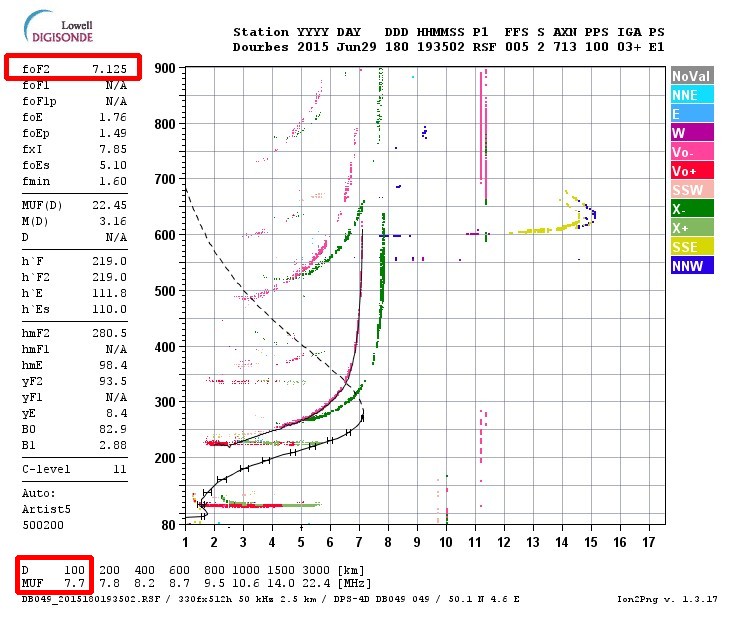 Lowell
DIGISONDE
Station YYYY DAY DDD HHMMSS P1 FFS S AXN PPS IGA PS
Dourbes 2015 Jun29 180 193502 RSF 005 2 713 100 03+ E1
foF2 7.125
foF1 N/A
foF1p N/A
foE 1.76
foEp 1.49
fxI 7.85
foEs 5.10
fmin 1.60
MUF(D) 22.45
M(D) 3.16
D N/A
h`F 219.0
h`F2 219.0
h`E 111.8
h`Es 110.0
hmF2 280.5
hmF1 N/A
hmE 98.4
yF2 93.5
yF1 N/A
yE 8.4
B0 82.9
B1 2.88
C-level 11
Auto:
Artist5
500200
900
800
700
600
500
400
300
200
80
1 2 3 4 5 6 7 8 9 10 11 12 13 14 15 16 17
NoVal
NNE
E
W
Vo-
Vo+
SSW
X-
X+
SSE
NNW
D 100 200 400 600 800 1000 1500 3000 [km]
MUF 7.7 7.8 8.2 8.7 9.5 10.6 14.0 22.4 [MHz]
DB049_2015180193502.RSF / 330fx512h 50 kHz 2.5 km / DPS-4D DB049 049 / 50.1 N 4.6 E
Ion2Png v. 1.3.17